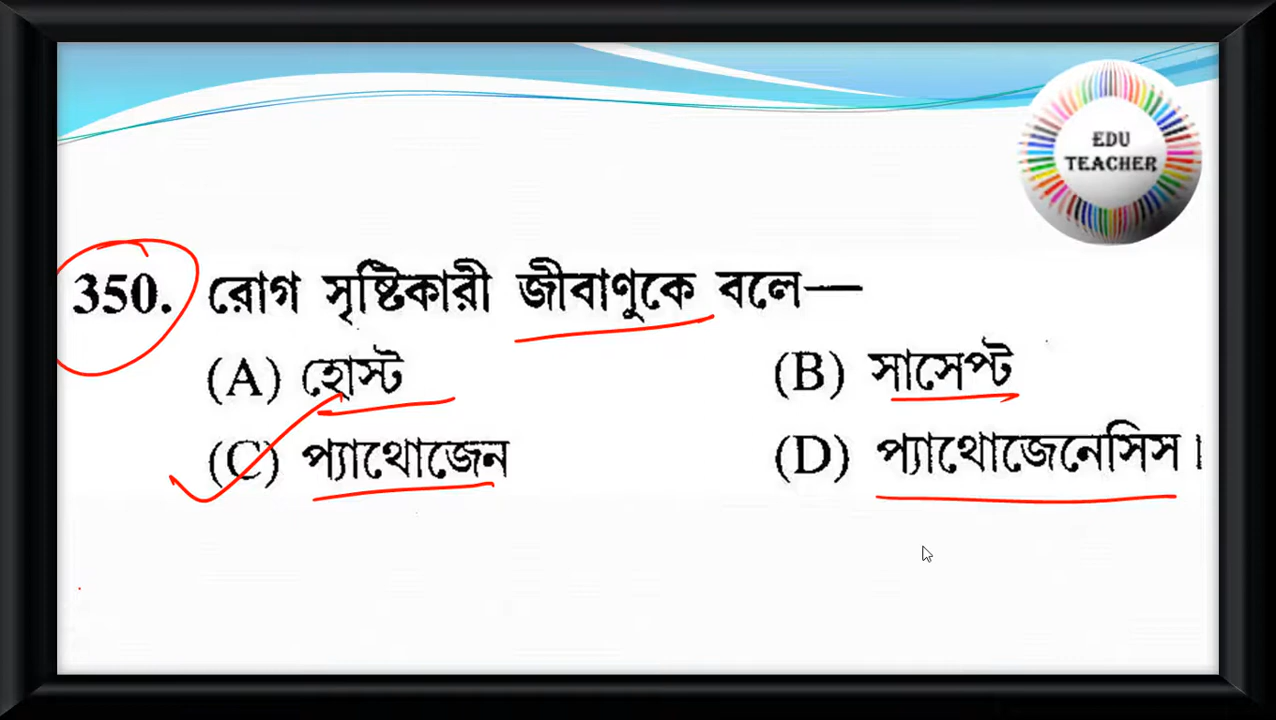 EDU
TEACHER
350. রোগ সৃষ্টিকারী জীবাণুকে বলে—
(A) হোস্ট (B) সাসেপ্ট
(C) প্যাথোজেন (D) প্যাথোজেনেসিস।